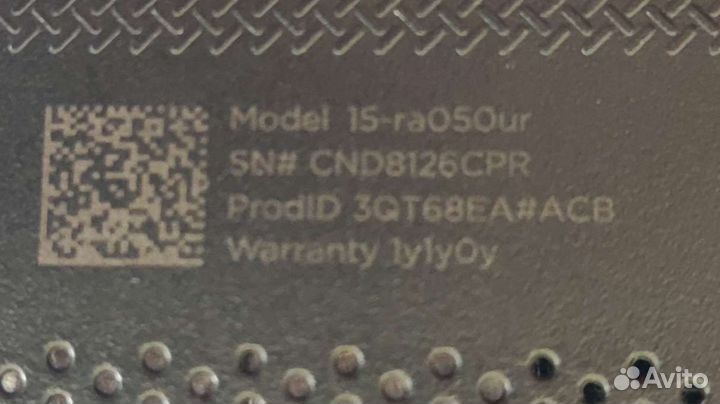 Model 15-ra050ur
SN# CND8126CPR
ProdID 3QT68EA#ACB
Warranty 1y1y0y
Avito